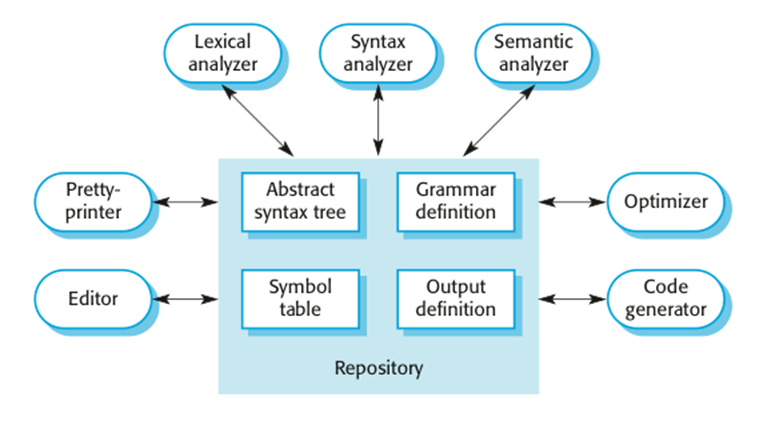 Lexical
analyzer
Syntax
analyzer
Semantic
analyzer
Pretty-
printer
Abstract
syntax tree
Grammar
definition
Optimizer
Editor
Symbol
table
Output
definition
Code
generator
Repository